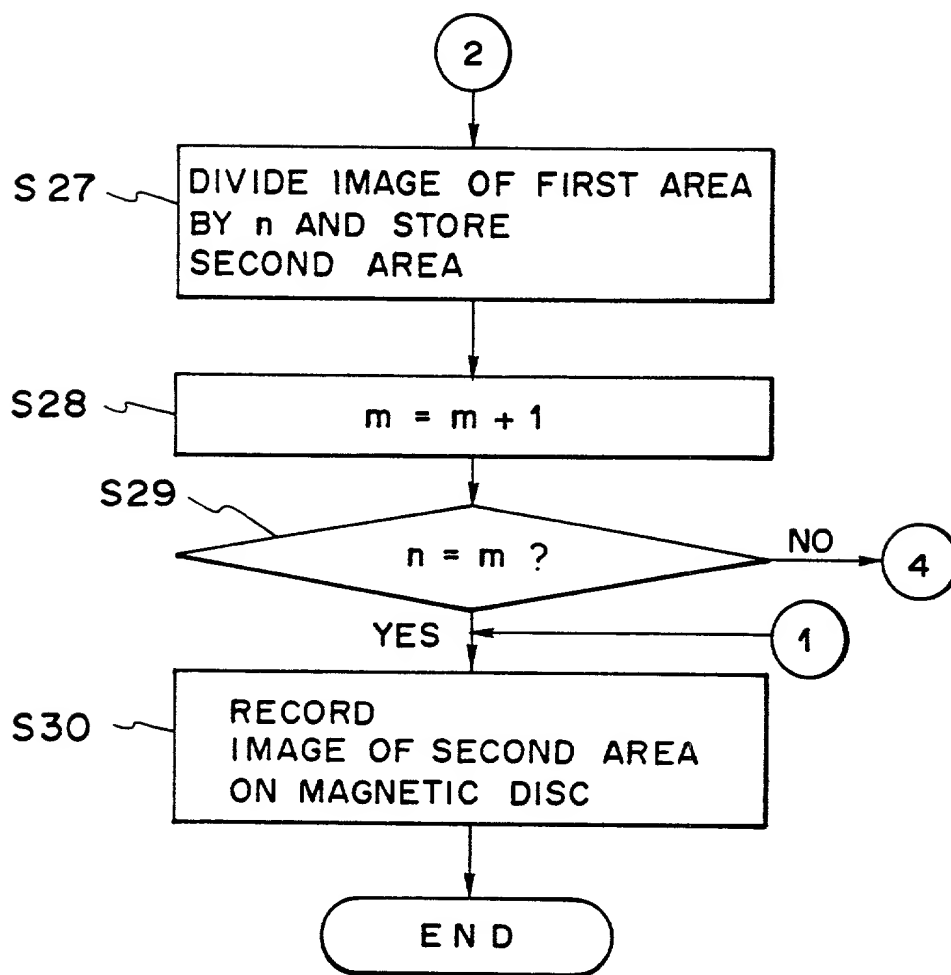 2
S27
DIVIDE IMAGE OF FIRST AREA
BY n AND STORE
SECOND AREA
S28
m = m + 1
S29
n = m ?
NO
4
YES
1
S30
RECORD
IMAGE OF SECOND AREA
ON MAGNETIC DISC
END